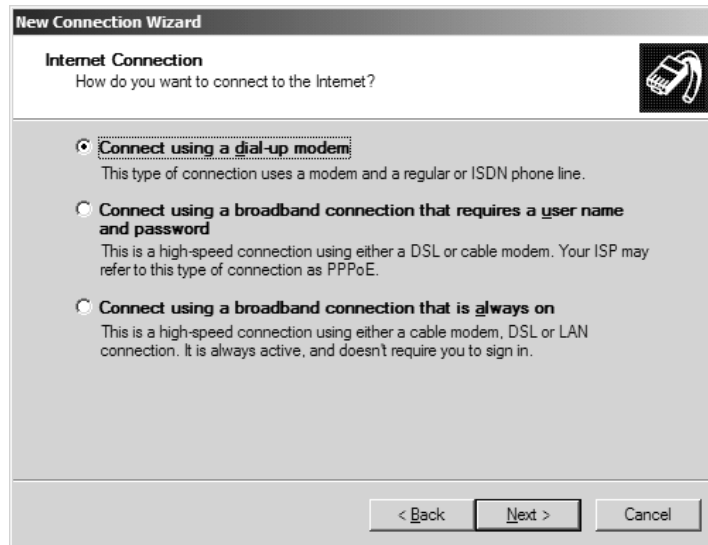 New Connection Wizard
Internet Connection
How do you want to connect to the Internet?
Connect using a dial-up modem
This type of connection uses a modem and a regular or ISDN phone line.
Connect using a broadband connection that requires a user name
and password
This is a high-speed connection using either a DSL or cable modem. Your ISP may
refer to this type of connection as PPPoE.
Connect using a broadband connection that is always on
This is a high-speed connection using either a cable modem, DSL or LAN
connection. It is always active, and doesn't require you to sign in.
< Back
Next >
Cancel